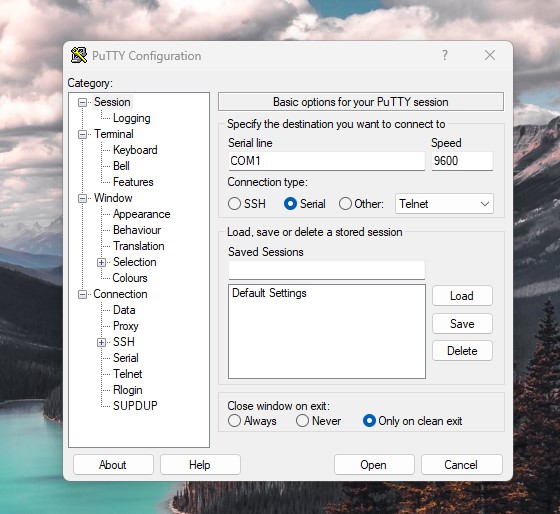 PuTTY Configuration ? ×
Category:
Session
Logging
Terminal
Keyboard
Bell
Features
Window
Appearance
Behaviour
Translation
Selection
Colours
Connection
Data
Proxy
SSH
Serial
Telnet
Rlogin
SUPDUP
Basic options for your PuTTY session
Specify the destination you want to connect to
Serial line Speed
COM1 9600
Connection type:
SSH Serial Other: Telnet
Load, save or delete a stored session
Saved Sessions
Default Settings
Load
Save
Delete
Close window on exit:
Always Never Only on clean exit
About Help Open Cancel